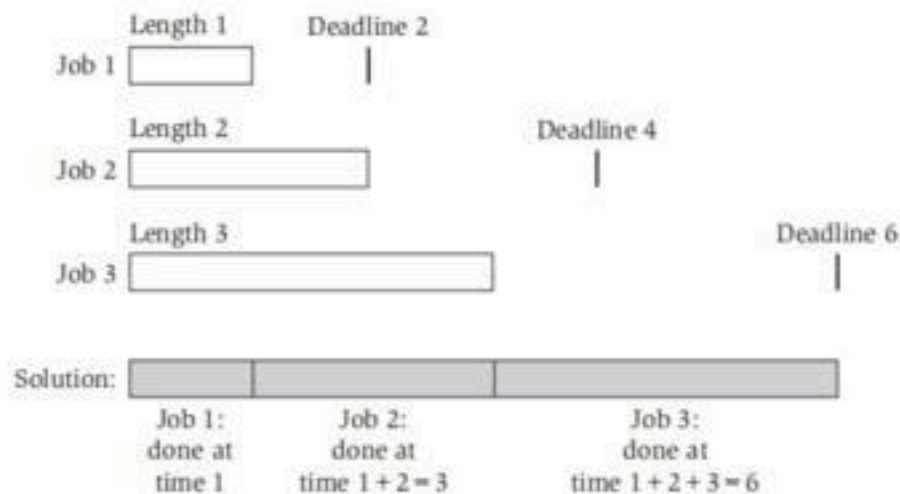 Length 1
Deadline 2
Job 1
Length 2
Deadline 4
Job 2
Length 3
Deadline 6
Job 3
Solution:
Job 1:
done at
time 1
Job 2:
done at
time 1 + 2 = 3
Job 3:
done at
time 1 + 2 + 3 = 6